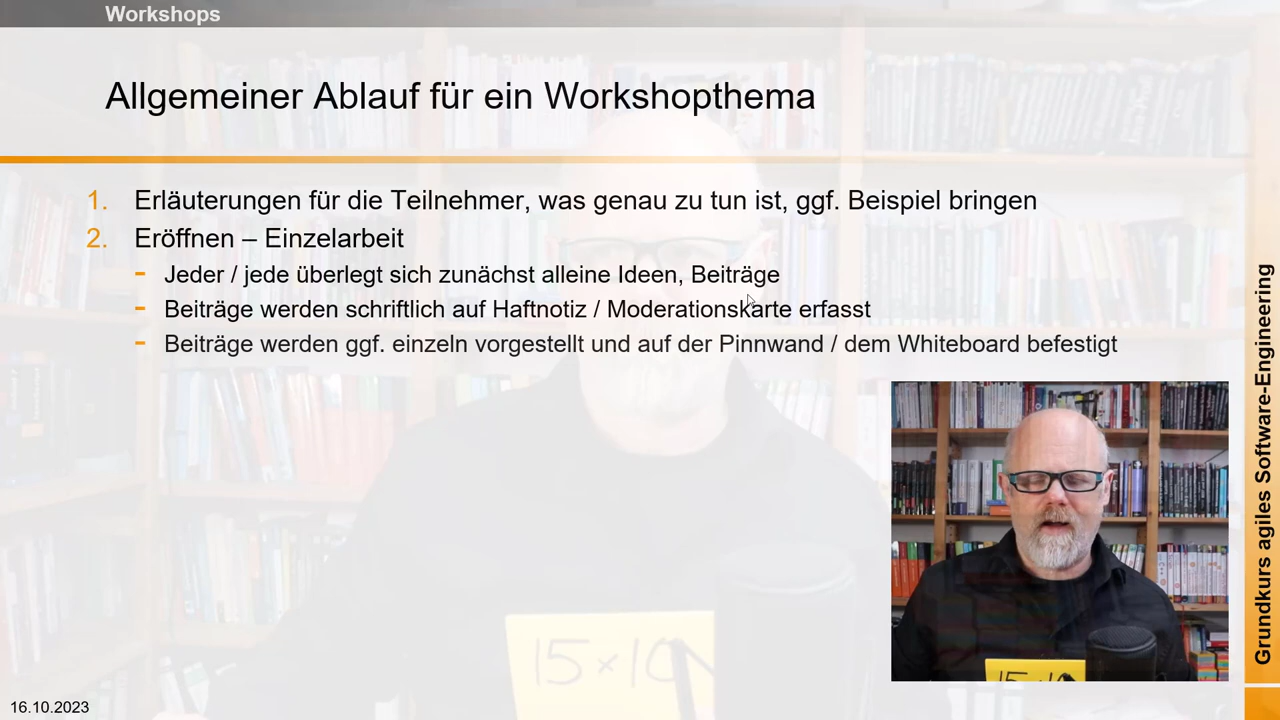 Workshops
Allgemeiner Ablauf für ein Workshopthema
1. Erläuterungen für die Teilnehmer, was genau zu tun ist, ggf. Beispiel bringen
2. Eröffnen – Einzelarbeit
- Jeder / jede überlegt sich zunächst alleine Ideen, Beiträge
- Beiträge werden schriftlich auf Haftnotiz / Moderationskarte erfasst
- Beiträge werden ggf. einzeln vorgestellt und auf der Pinnwand / dem Whiteboard befestigt
15×10
Grundkurs agiles Software-Engineering
16.10.2023